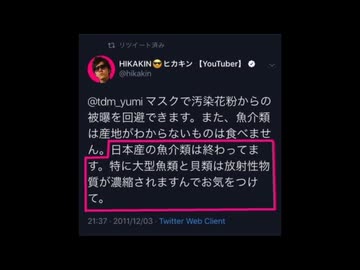 リツイート済み
HIKAKIN😎ヒカキン 【YouTuber】
@hikakin
@tdm_yumi マスクで汚染花粉からの
被曝を回避できます。また、魚介類
は産地がわからないものは食べませ
ん。日本産の魚介類は終わってま
す。特に大型魚類と貝類は放射性物
質が濃縮されますんでお気をつけ
て。
21:37 · 2011/12/03 · Twitter Web Client